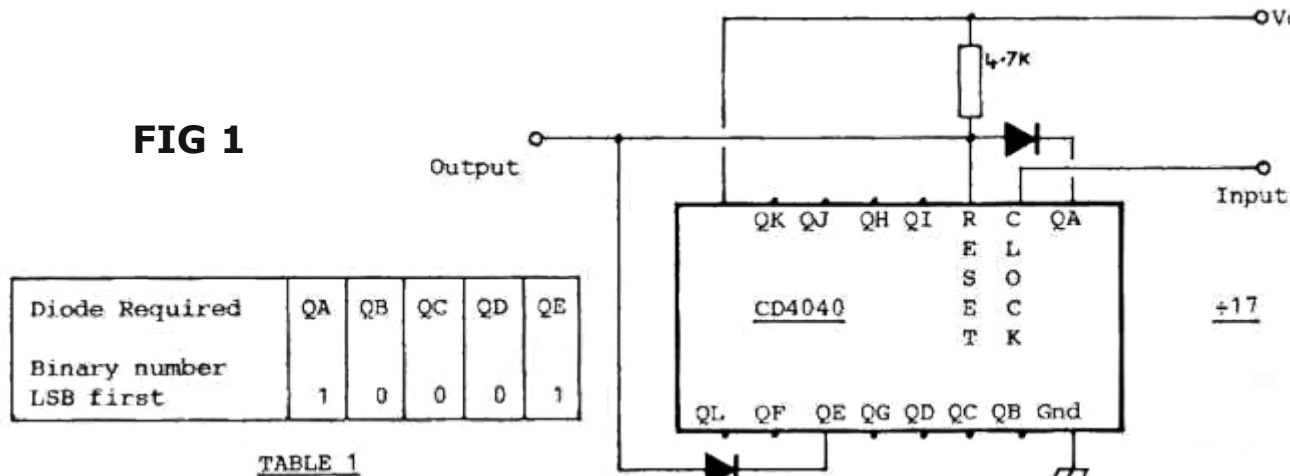 FIG 1
4.7K
Output
Input
QK QJ QH QI RESET CLOCK QA
CD4040
÷17
QL QF QE QG QD QC QB Gnd
Diode Required QA QB QC QD QE
Binary number
LSB first 1 0 0 0 1
TABLE 1